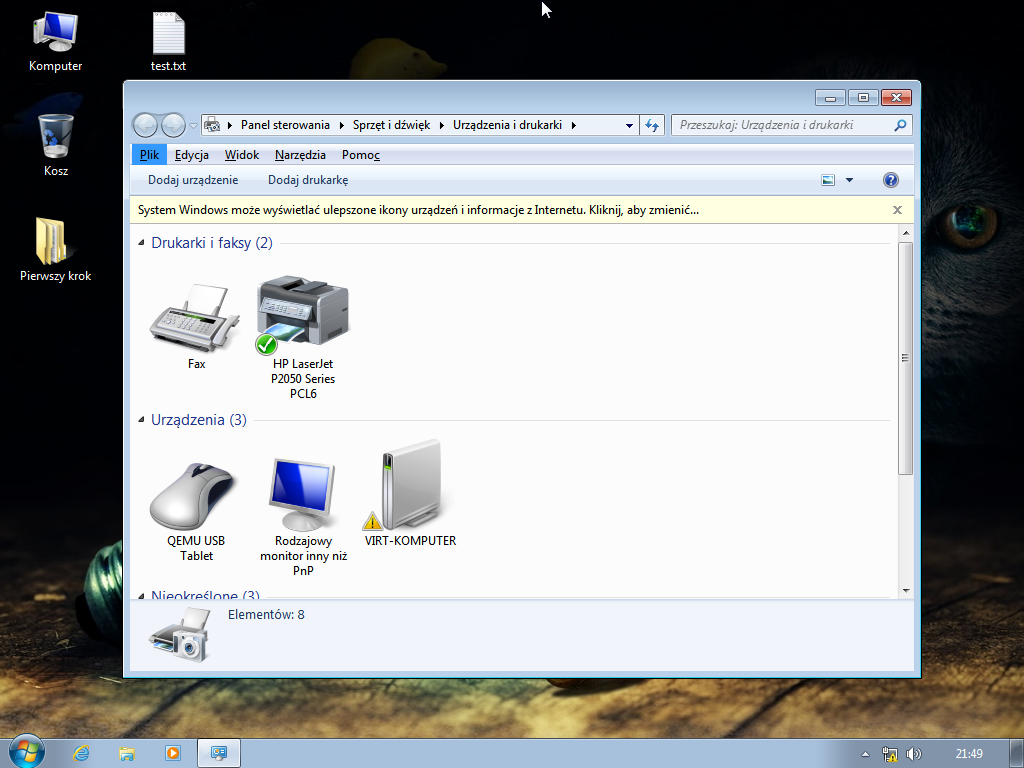 Komputer
test.txt
Kosz
Pierwszy krok
Panel sterowania
Sprzęt i dźwięk
Urządzenia i drukarki
Przeszukaj: Urządzenia i drukarki
Plik
Edycja
Widok
Narzędzia
Pomoc
Dodaj urządzenie
Dodaj drukarkę
System Windows może wyświetlać ulepszone ikony urządzeń i informacje z Internetu. Kliknij, aby zmienić...
Drukarki i faksy (2)
Fax
HP LaserJet
P2050 Series
PCL6
Urządzenia (3)
QEMU USB
Tablet
Rodzajowy
monitor inny niż
PnP
VIRT-KOMPUTER
Nieokreślone (3)
Elementów: 8
21:49